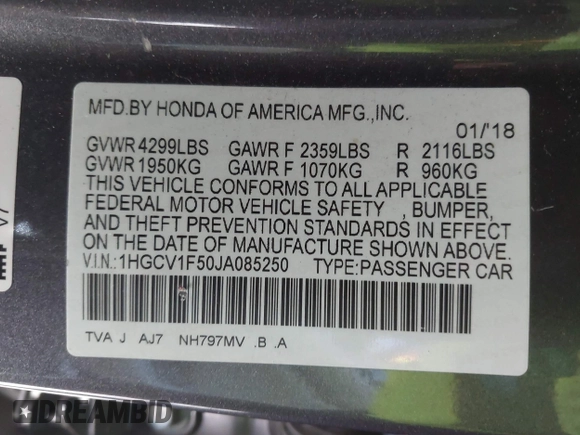 MFD.BY HONDA OF AMERICA MFG.,INC.
01/'18
GVWR 4299LBS GAWR F 2359LBS R 2116LBS
GVWR 1950KG GAWR F 1070KG R 960KG
THIS VEHICLE CONFORMS TO ALL APPLICABLE
FEDERAL MOTOR VEHICLE SAFETY , BUMPER,
AND THEFT PREVENTION STANDARDS IN EFFECT
ON THE DATE OF MANUFACTURE SHOWN ABOVE.
V.I.N.:1HGCV1F50JA085250 TYPE:PASSENGER CAR
TVA J AJ7 NH797MV .B .A
DREAMBID